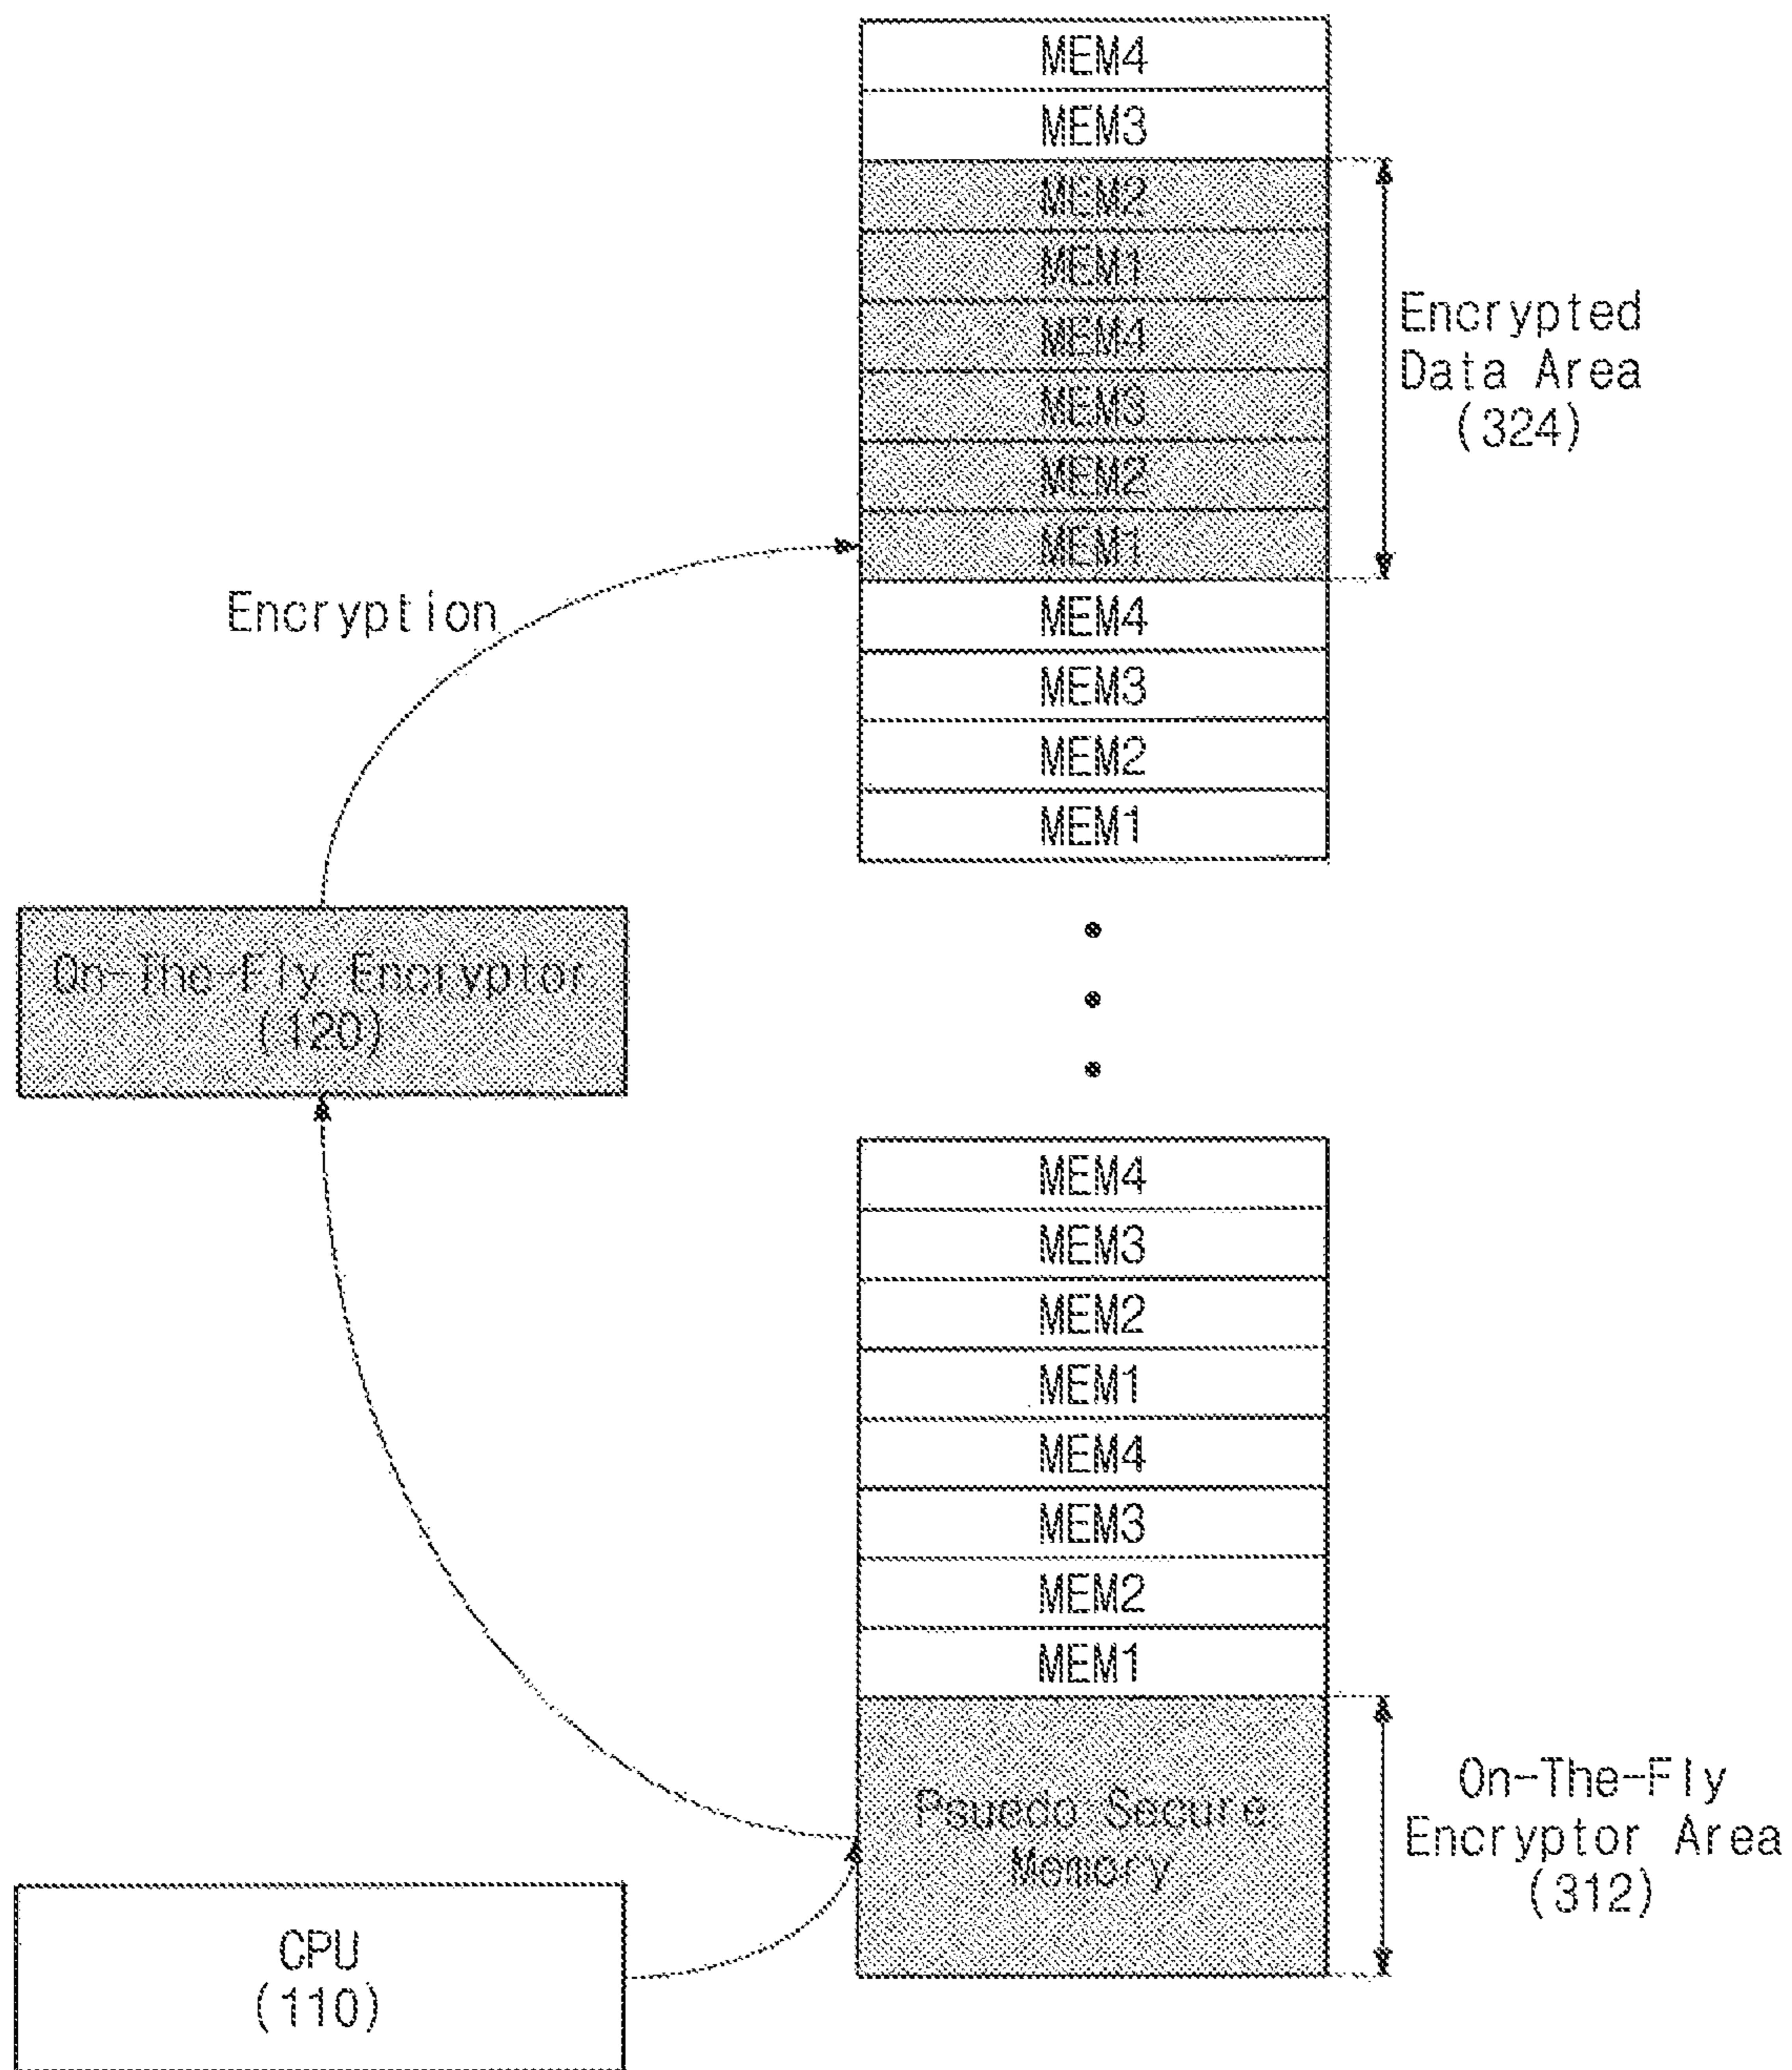 MEM4
MEM3
MEM2
MEM1
MEM4
MEM3
MEM2
MEM1
MEM4
MEM3
MEM2
MEM1
Encrypted
Data Area
(324)
Encryption
On-The-Fly Encryptor
(120)
MEM4
MEM3
MEM2
MEM1
MEM4
MEM3
MEM2
MEM1
Psuedo Secure
Memory
On-The-Fly
Encryptor Area
(312)
CPU
(110)